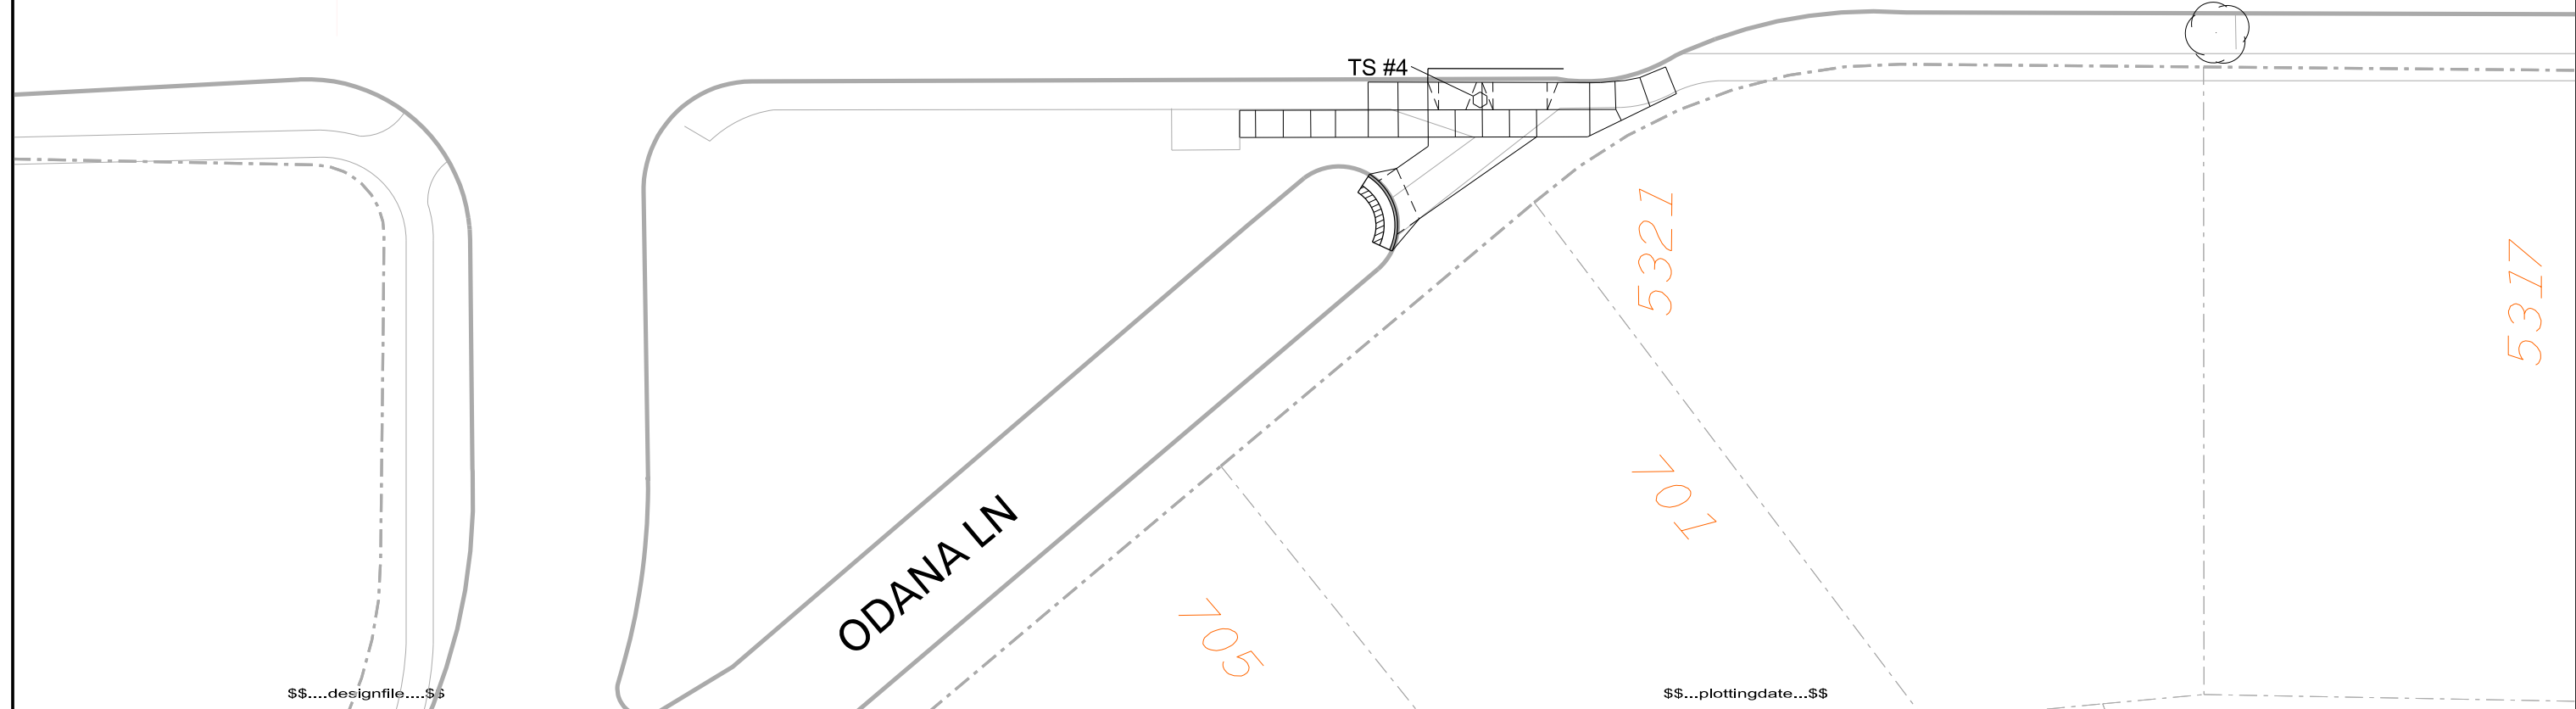 TS #4
5321
5317
701
ODANA LN
705
$$....designfile....$$
$$...plottingdate...$$